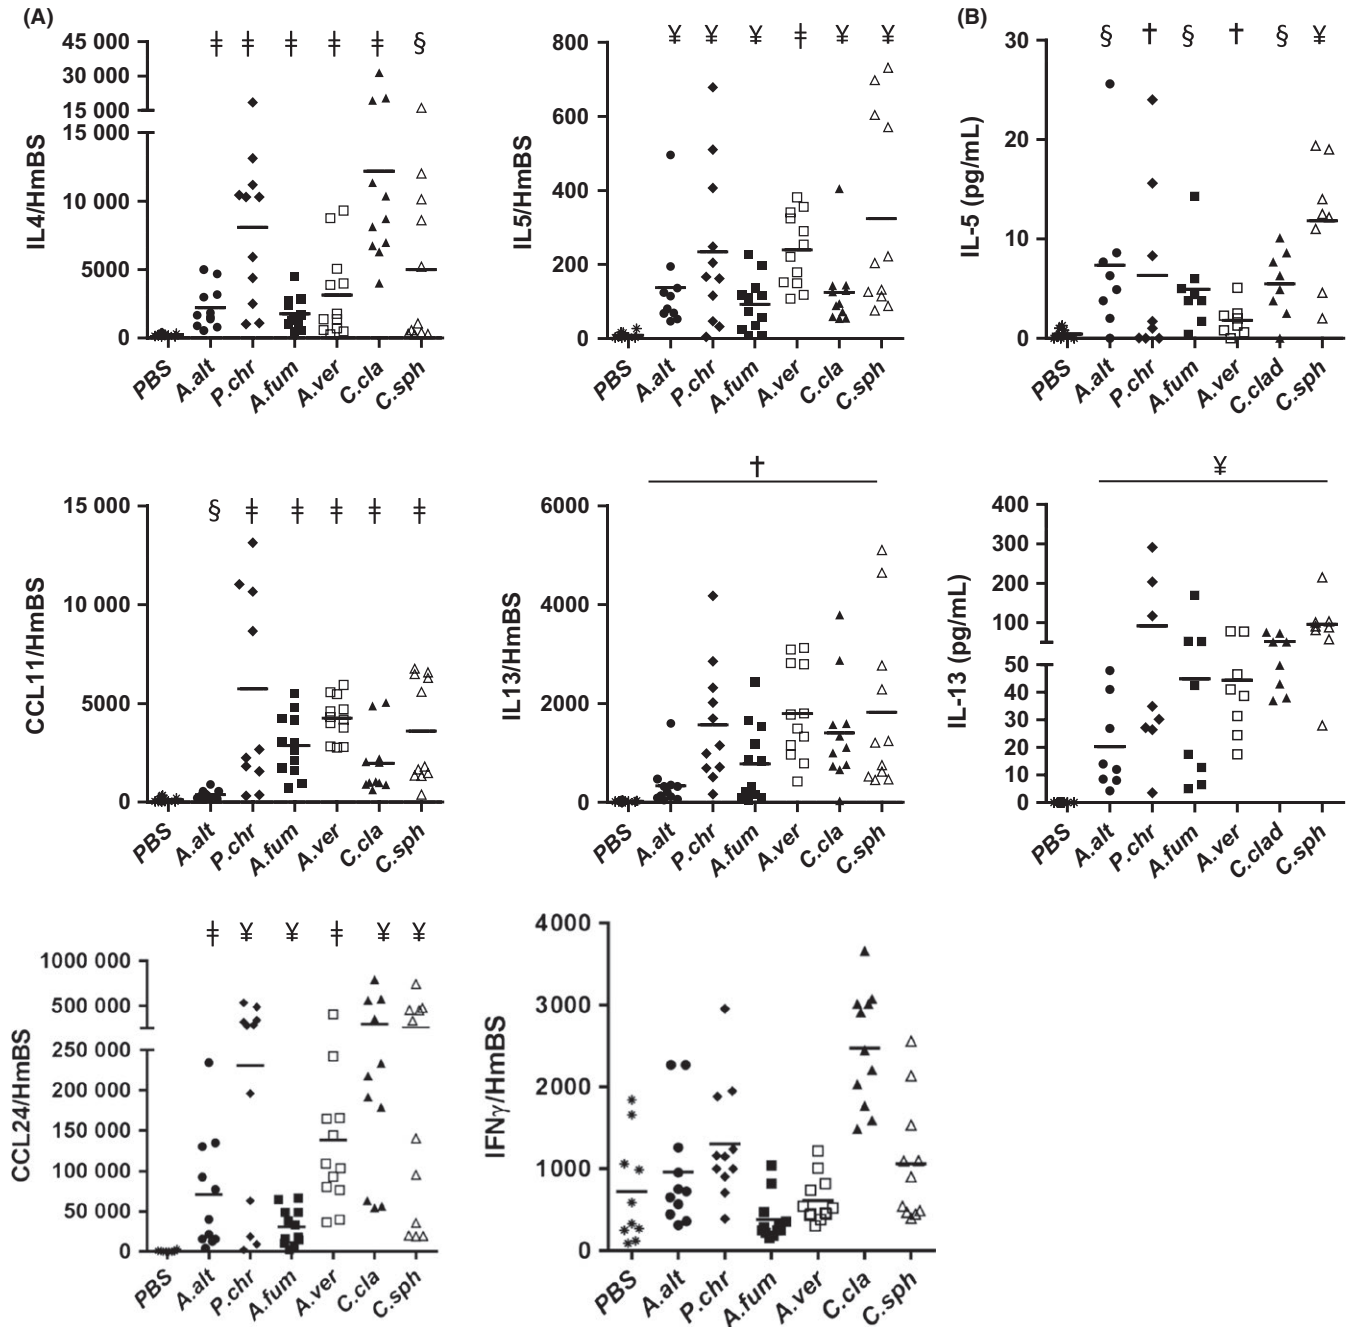 (A)
‡ ‡ ‡ ‡ ‡ §
IL4/HmBS
45 000
30 000
15 000
15 000
10 000
5000
0
PBS A.alt P.chr A.fum A.ver C.cla C.sph
¥ ¥ ¥ ‡ ¥ ¥
IL5/HmBS
800
600
400
200
0
PBS A.alt P.chr A.fum A.ver C.cla C.sph
(B)
§ † § † § ¥
IL-5 (pg/mL)
30
20
10
0
PBS A.alt P.chr A.fum A.ver C.clad C.sph
§ ‡ ‡ ‡ ‡ ‡
CCL11/HmBS
15 000
10 000
5000
0
PBS A.alt P.chr A.fum A.ver C.cla C.sph
†
IL13/HmBS
6000
4000
2000
0
PBS A.alt P.chr A.fum A.ver C.cla C.sph
¥
IL-13 (pg/mL)
400
300
200
100
50
40
30
20
10
0
PBS A.alt P.chr A.fum A.ver C.clad C.sph
‡ ¥ ¥ ‡ ¥ ¥
CCL24/HmBS
1000 000
500 000
250 000
200 000
150 000
100 000
50 000
0
PBS A.alt P.chr A.fum A.ver C.cla C.sph
IFNγ/HmBS
4000
3000
2000
1000
0
PBS A.alt P.chr A.fum A.ver C.cla C.sph